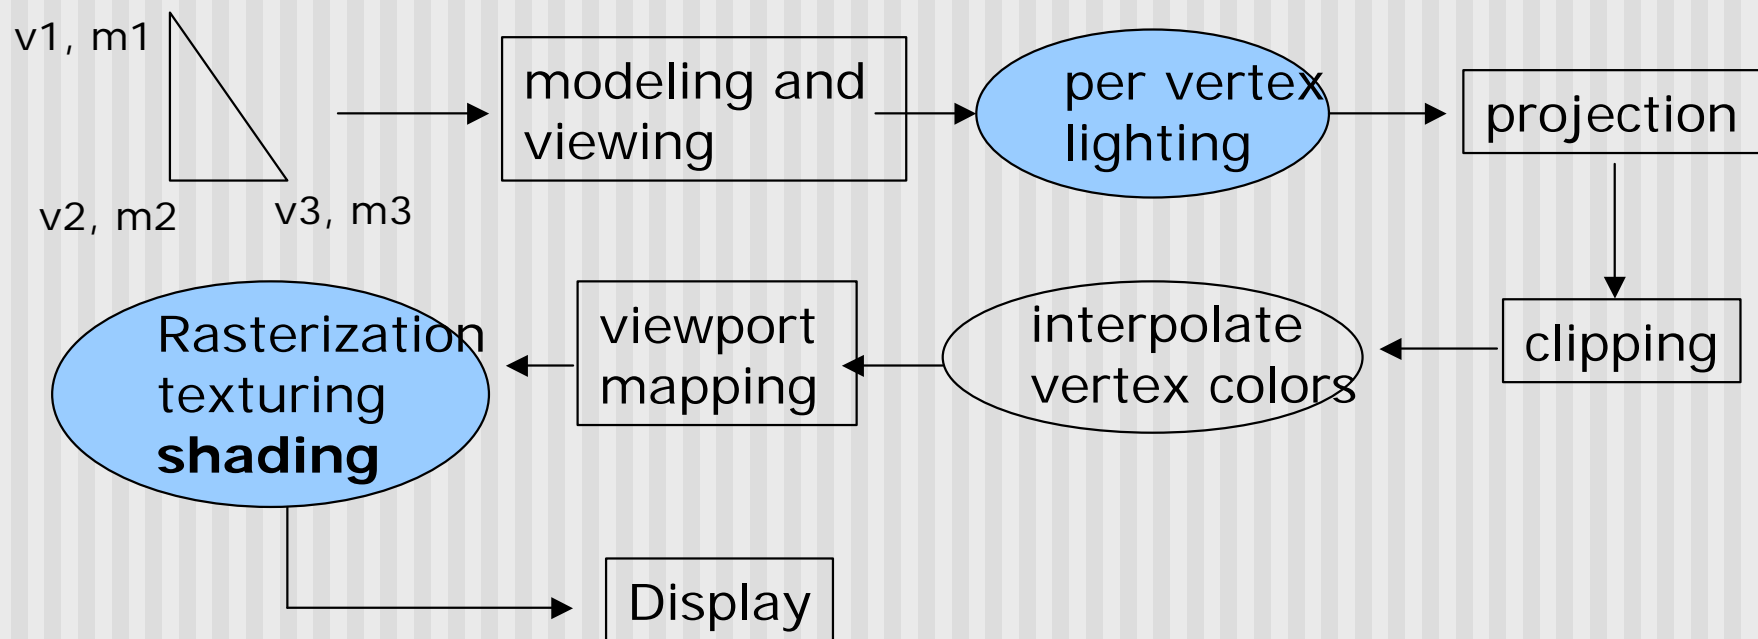 v1, m1
v2, m2
v3, m3
modeling and
viewing
per vertex
lighting
projection
clipping
interpolate
vertex colors
viewport
mapping
Rasterization
texturing
shading
Display